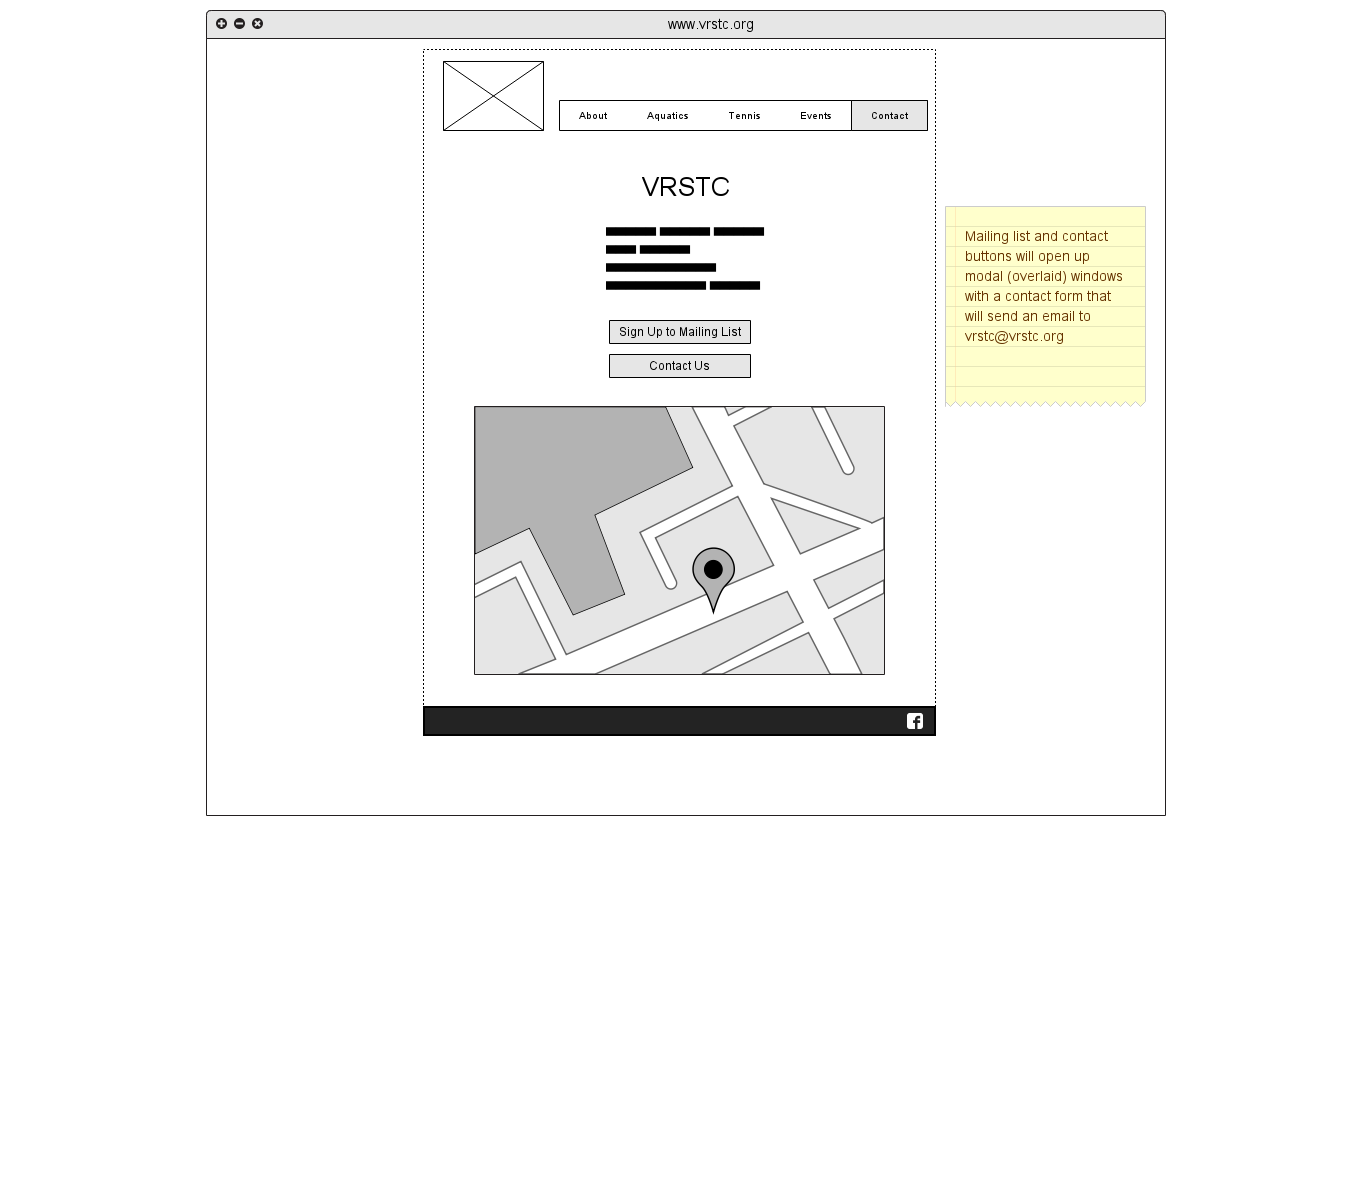 www.vrstc.org
About Aquatics Tennis Events Contact
VRSTC
Mailing list and contact
buttons will open up
modal (overlaid) windows
with a contact form that
will send an email to
vrstc@vrstc.org
Sign Up to Mailing List
Contact Us